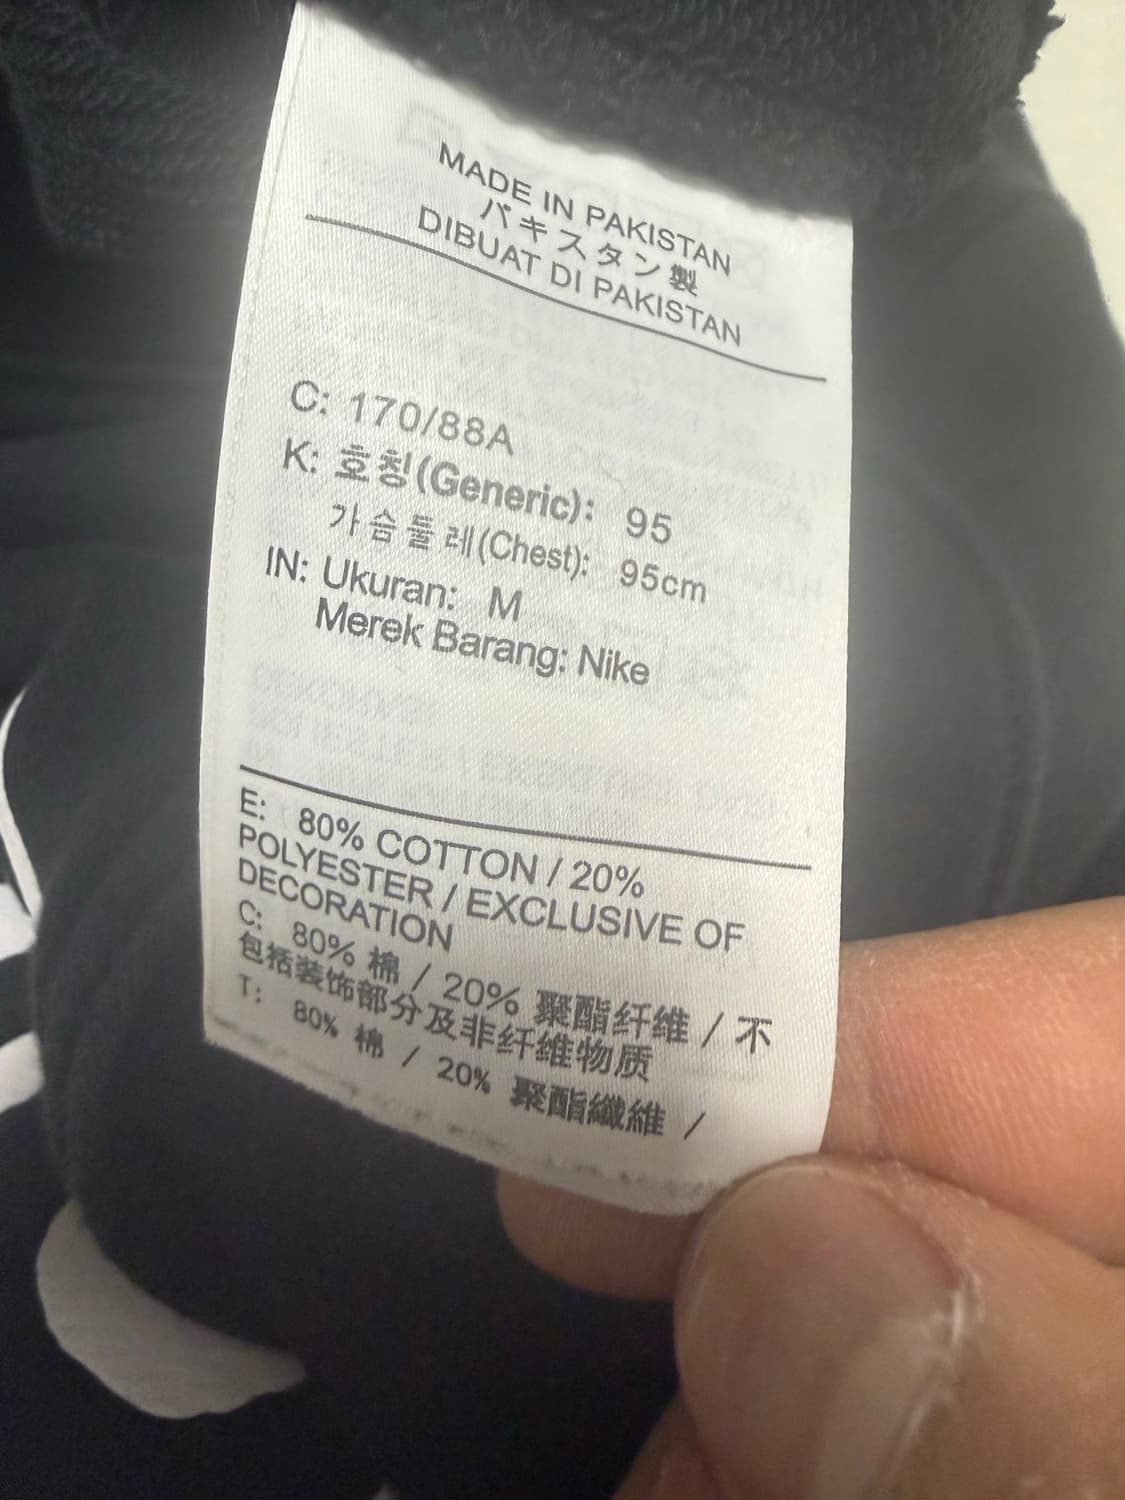 MADE IN PAKISTAN
パキスタン製
DIBUAT DI PAKISTAN
C: 170/88A
K: 호칭(Generic): 95
가슴둘레(Chest): 95cm
IN: Ukuran: M
Merek Barang: Nike
E: 80% COTTON / 20%
POLYESTER / EXCLUSIVE OF
DECORATION
C: 80% 棉 / 20% 聚酯纤维 / 不
包括装饰部分及非纤维物质
T: 80% 棉 / 20% 聚酯纖維 /